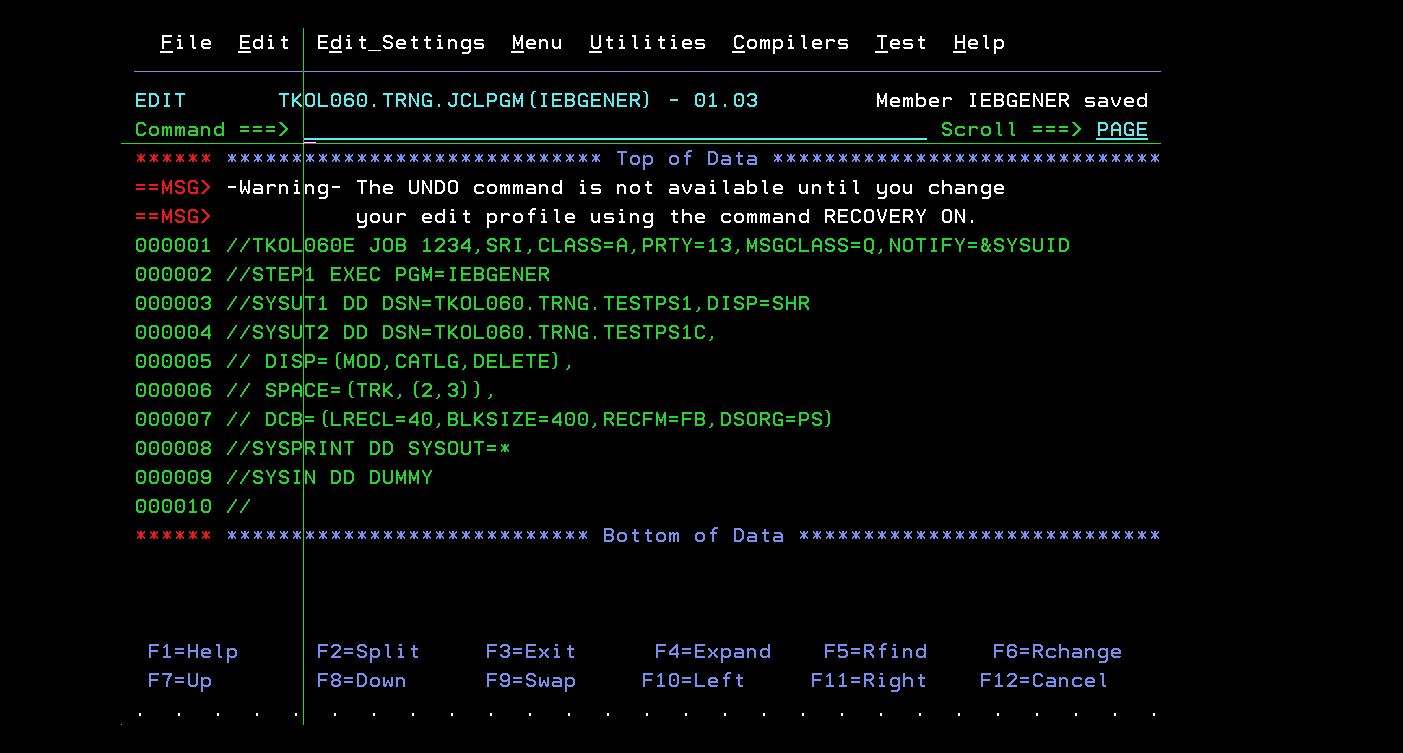 File  Edit  Edit_Settings  Menu  Utilities  Compilers  Test  Help
EDIT       TKOL060.TRNG.JCLPGM(IEBGENER) - 01.03         Member IEBGENER saved
Command ===>                                                  Scroll ===> PAGE
****** ***************************** Top of Data ******************************
==MSG> -Warning- The UNDO command is not available until you change
==MSG>           your edit profile using the command RECOVERY ON.
000001 //TKOL060E JOB 1234,SRI,CLASS=A,PRTY=13,MSGCLASS=Q,NOTIFY=&SYSUID
000002 //STEP1 EXEC PGM=IEBGENER
000003 //SYSUT1 DD DSN=TKOL060.TRNG.TESTPS1,DISP=SHR
000004 //SYSUT2 DD DSN=TKOL060.TRNG.TESTPS1C,
000005 // DISP=(MOD,CATLG,DELETE),
000006 // SPACE=(TRK,(2,3)),
000007 // DCB=(LRECL=40,BLKSIZE=400,RECFM=FB,DSORG=PS)
000008 //SYSPRINT DD SYSOUT=*
000009 //SYSIN DD DUMMY
000010 //
****** **************************** Bottom of Data ****************************
F1=Help      F2=Split     F3=Exit      F4=Expand    F5=Rfind     F6=Rchange
F7=Up        F8=Down      F9=Swap     F10=Left     F11=Right    F12=Cancel
. . . . . . . . . . . . . . . . . . . . . . . . . . .